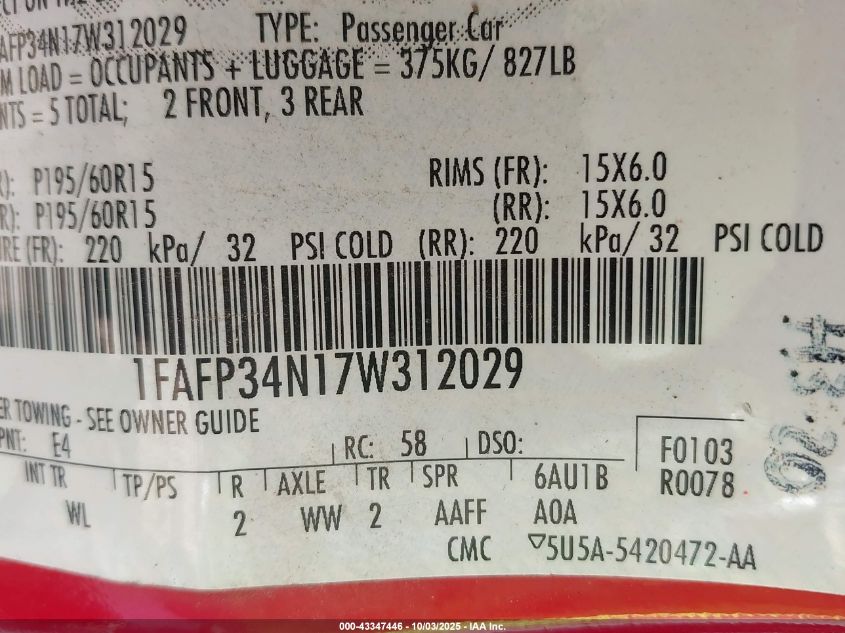 AFP34N17W312029 TYPE: Passenger Car
M LOAD = OCCUPANTS + LUGGAGE = 375KG/ 827LB
NTS = 5 TOTAL; 2 FRONT, 3 REAR
): P195/60R15 RIMS (FR): 15X6.0
R): P195/60R15 (RR): 15X6.0
RE (FR): 220 kPa/ 32 PSI COLD (RR): 220 kPa/ 32 PSI COLD
1FAFP34N17W312029
ER TOWING - SEE OWNER GUIDE
PNT: E4 RC: 58 DSO: F0103
INT TR TP/PS R AXLE TR SPR 6AU1B R0078
WL 2 WW 2 AAFF A0A
CMC ▽5U5A-5420472-AA
000-43347446 - 10/03/2025 - IAA Inc.